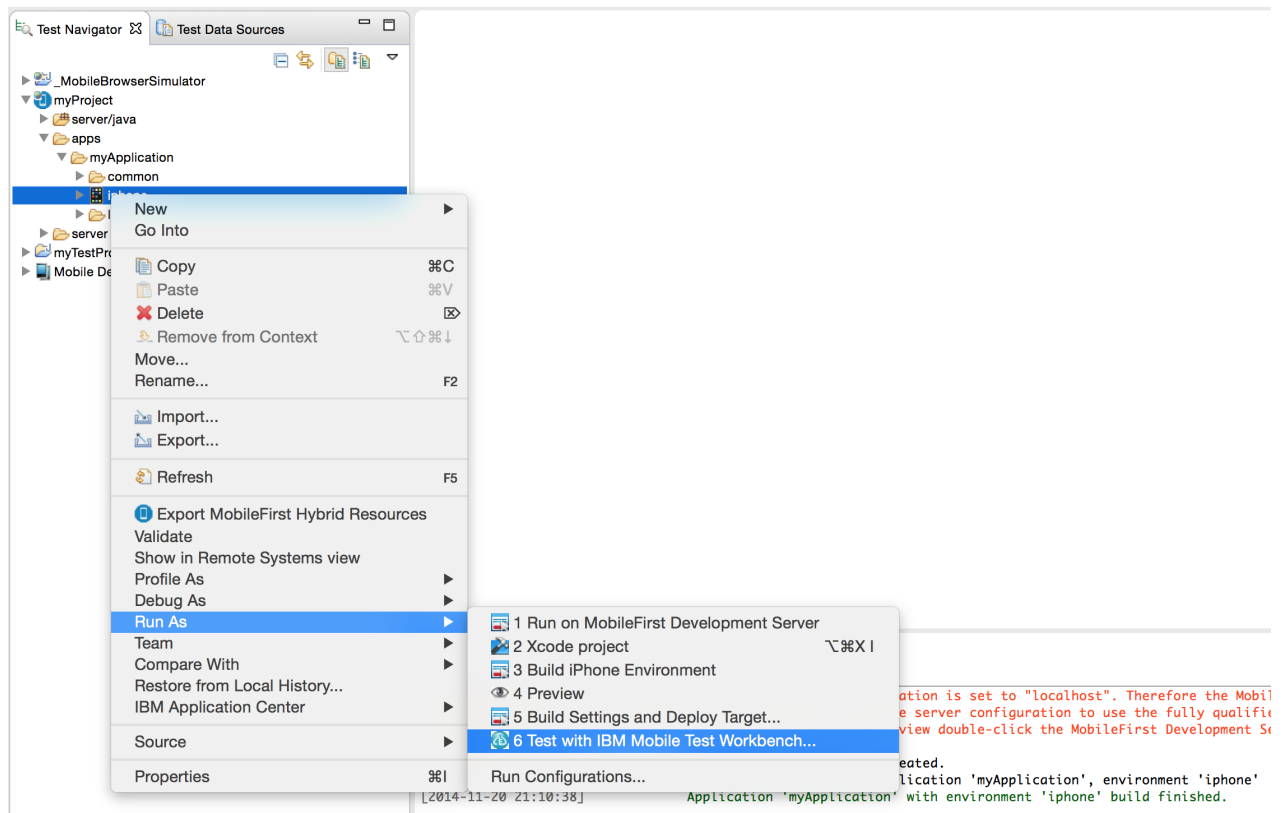 Test Navigator
Test Data Sources
_MobileBrowserSimulator
myProject
server/java
apps
myApplication
common
iphone
server
myTestPro
Mobile De
New
Go Into
Copy ⌘C
Paste ⌘V
Delete ⌦
Remove from Context ⌥⇧⌘↓
Move...
Rename... F2
Import...
Export...
Refresh F5
Export MobileFirst Hybrid Resources
Validate
Show in Remote Systems view
Profile As
Debug As
Run As
Team
Compare With
Restore from Local History...
IBM Application Center
Source
Properties ⌘I
1 Run on MobileFirst Development Server
2 Xcode project ⌥⌘X I
3 Build iPhone Environment
4 Preview
5 Build Settings and Deploy Target...
6 Test with IBM Mobile Test Workbench...
Run Configurations...
ation is set to "localhost". Therefore the Mobil
e server configuration to use the fully qualifie
view double-click the MobileFirst Development Se
eated.
lication 'myApplication', environment 'iphone'
[2014-11-20 21:10:38] Application 'myApplication' with environment 'iphone' build finished.